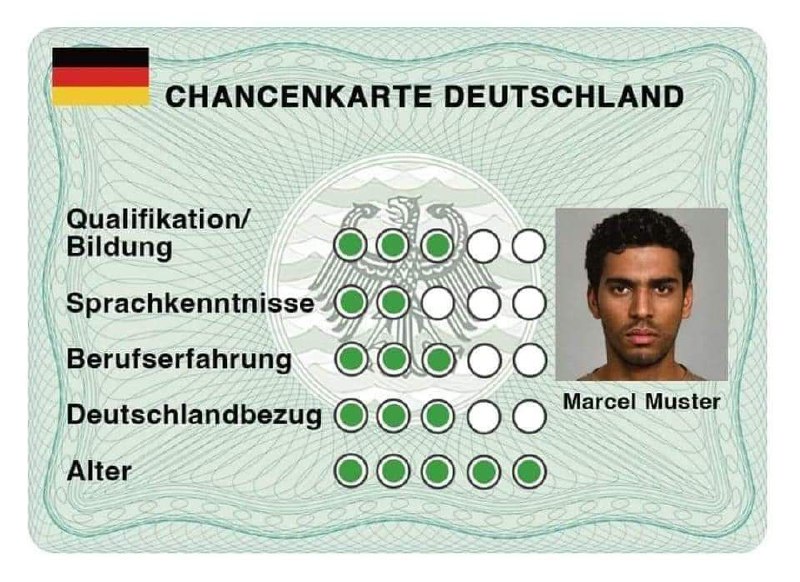 CHANCENKARTE DEUTSCHLAND
Qualifikation/
Bildung
Sprachkenntnisse
Berufserfahrung
Deutschlandbezug
Alter
Marcel Muster